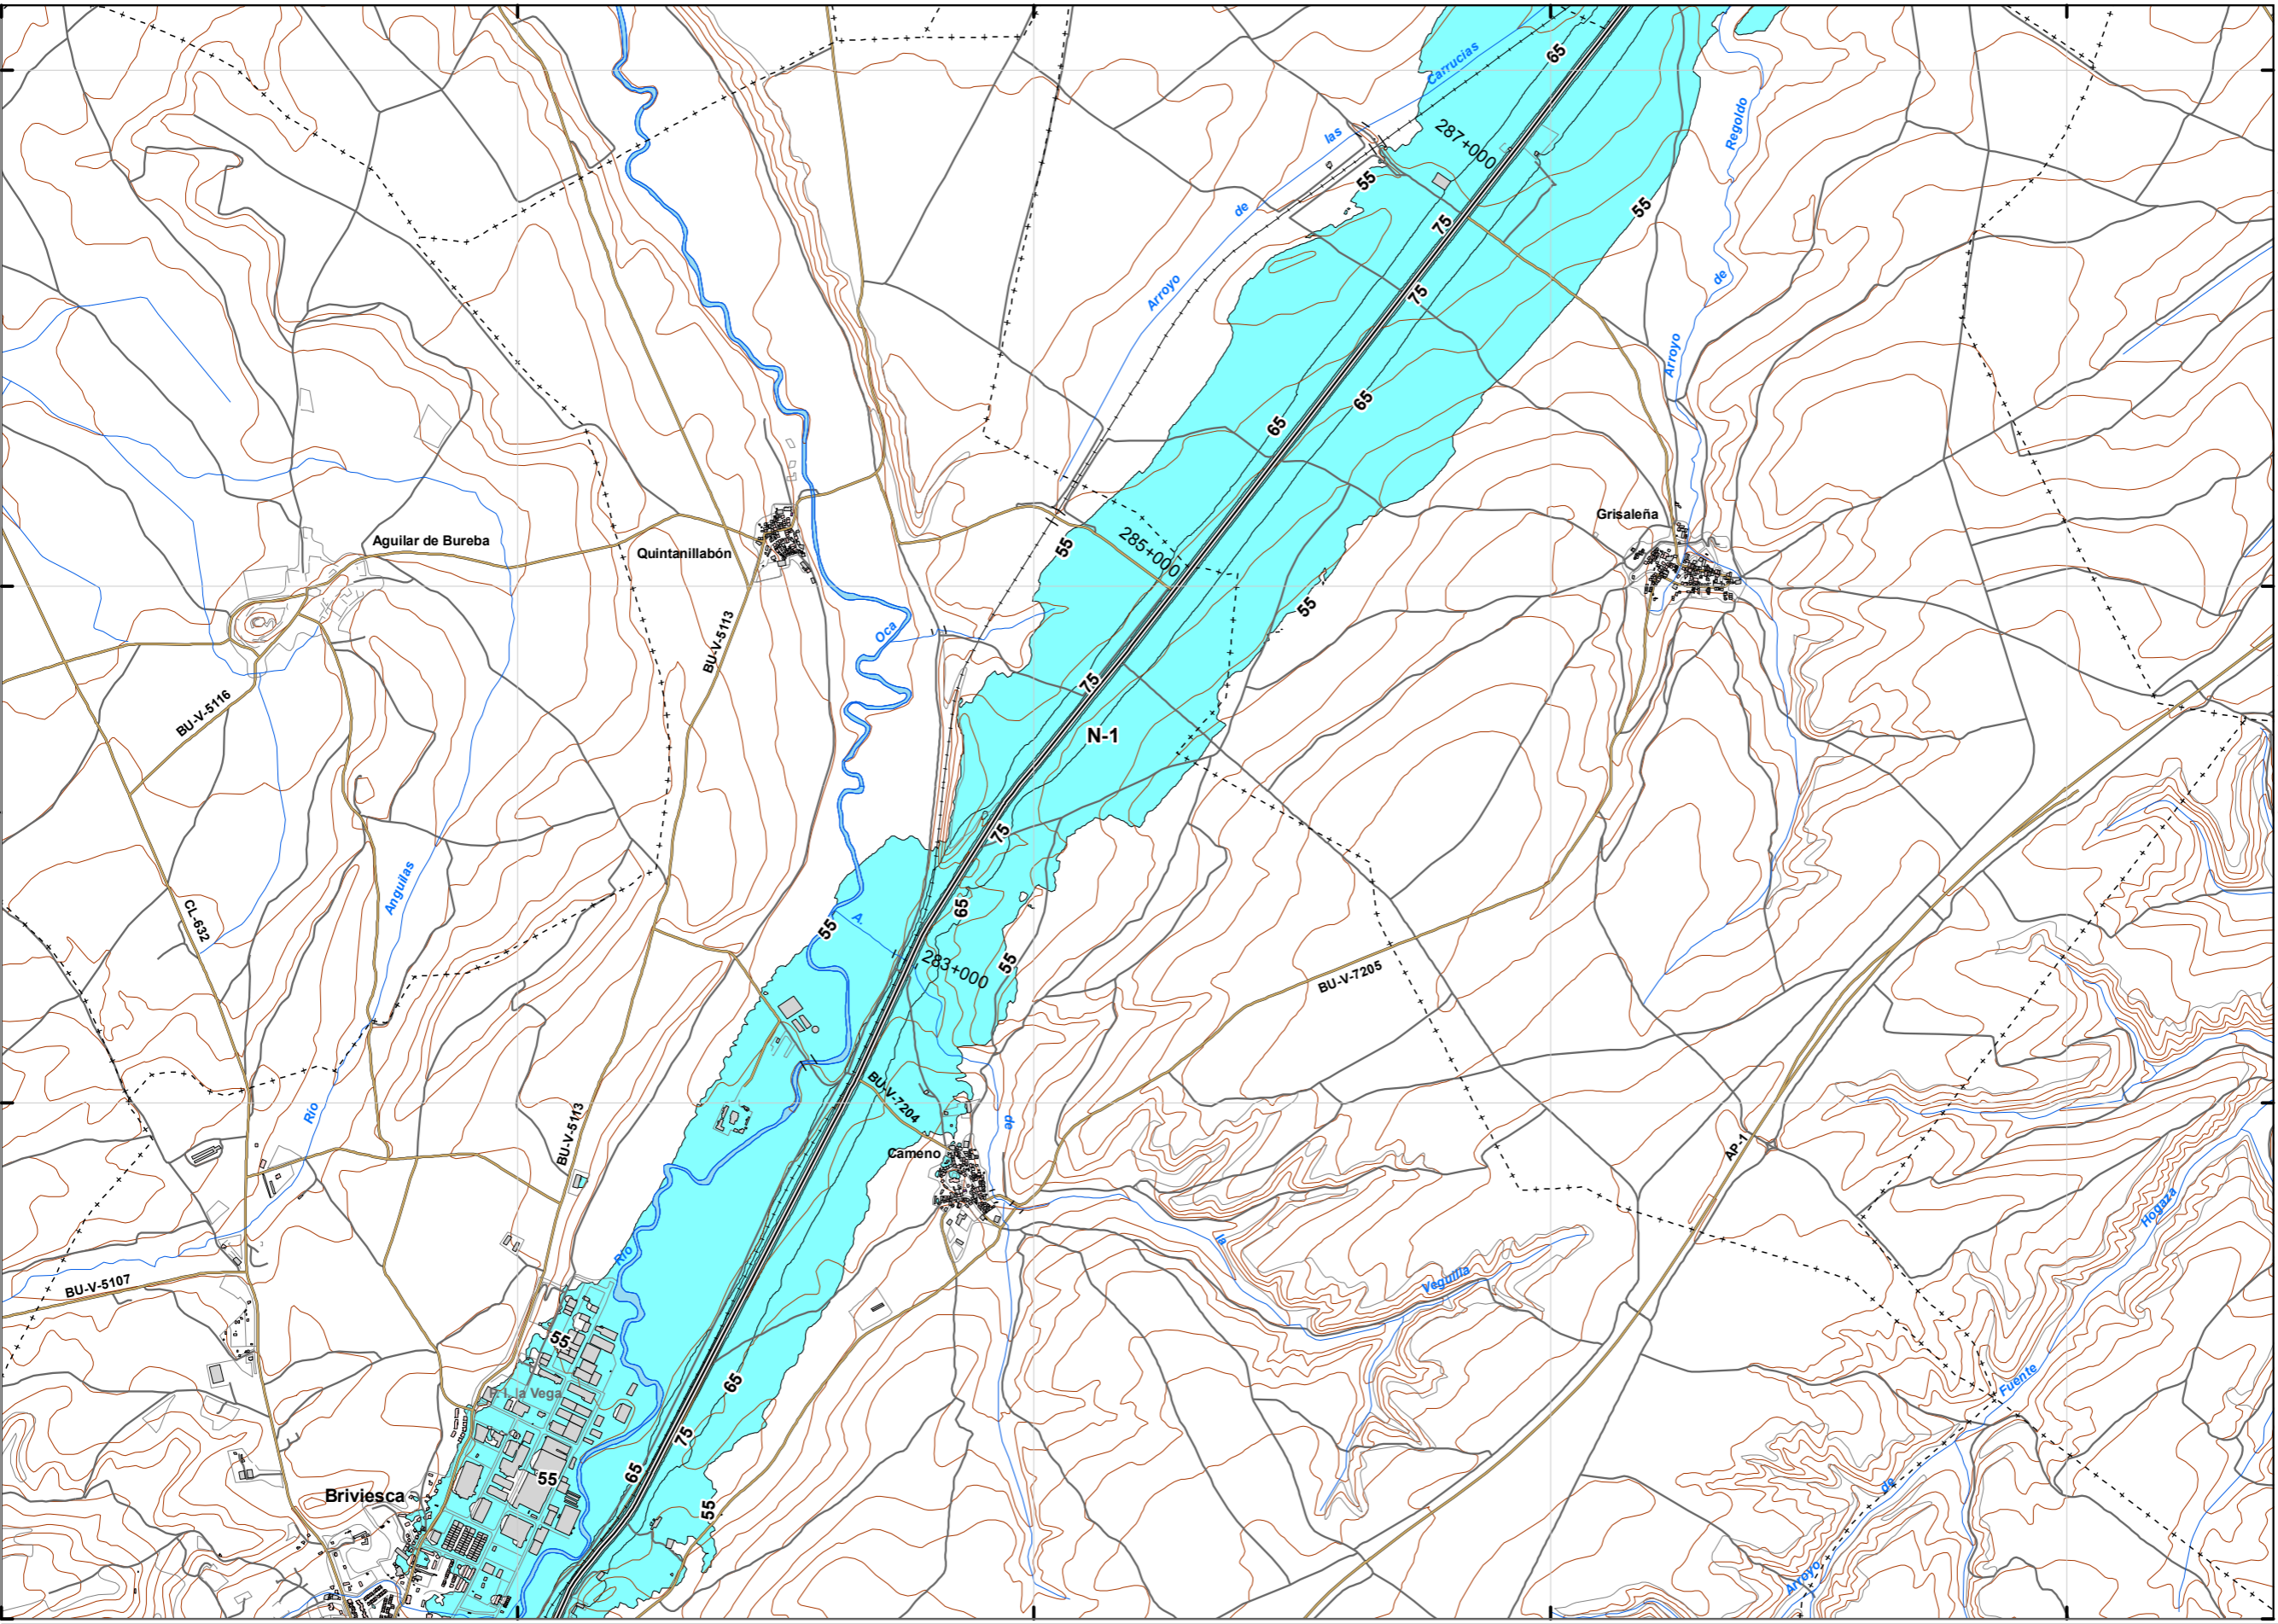 65
Carrucias
las
287+000
Regoldo
55
55
de
75
de
Arroyo
75
Arroyo
65
65
Grisaleña
Aguilar de Bureba
Quintanillabón
55
285+000
55
Oca
BU-V-5113
BU-V-5116
75
N-1
75
Anguilas
CL-632
A.
65
55
55
283+000
BU-V-7205
BU-V-7204
Río
de
BU-V-5113
Cameno
AP-1
Hogaza
la
Río
Veguilla
BU-V-5107
55
65
Fuente
P. I. la Vega
75
65
55
de
Briviesca
55
Arroyo